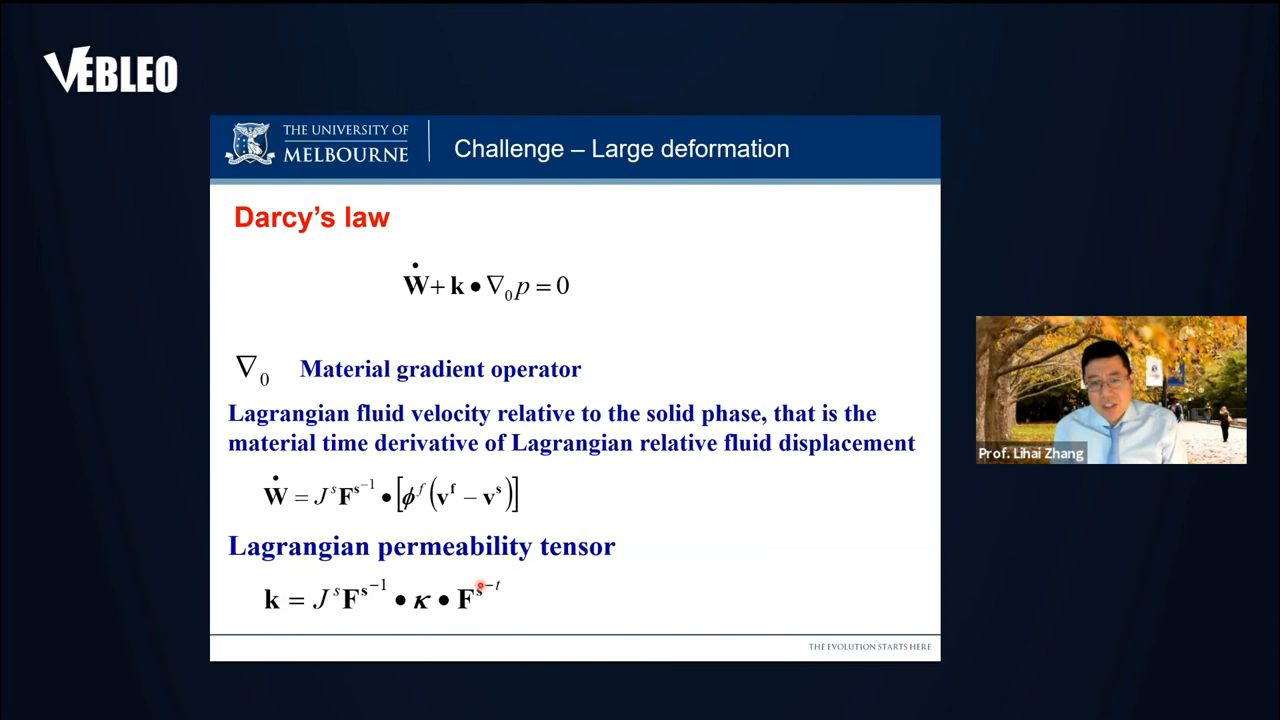 VEBLEO
THE UNIVERSITY OF
MELBOURNE
Challenge – Large deformation
Darcy's law
Ẇ + k • ∇₀p = 0
∇₀ Material gradient operator
Lagrangian fluid velocity relative to the solid phase, that is the
material time derivative of Lagrangian relative fluid displacement
Ẇ = JˢFˢ⁻¹ • [ϕᶠ(vᶠ − vˢ)]
Lagrangian permeability tensor
k = JˢFˢ⁻¹ • κ • Fˢ⁻ᵗ
THE EVOLUTION STARTS HERE
Prof. Lihai Zhang